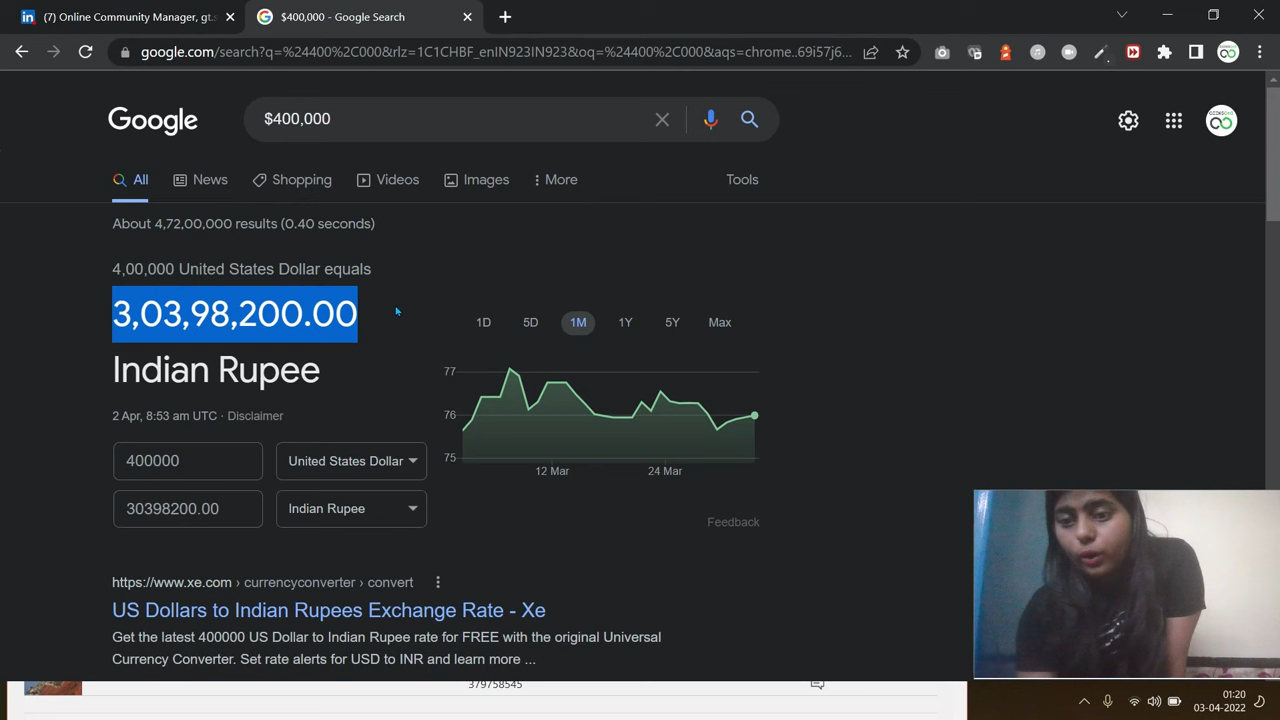 (7) Online Community Manager, gt.s
$400,000 - Google Search
google.com/search?q=%24400%2C000&rlz=1C1CHBF_enIN923IN923&oq=%24400%2C000&aqs=chrome..69i57j6...
Google
$400,000
All
News
Shopping
Videos
Images
More
Tools
About 4,72,00,000 results (0.40 seconds)
4,00,000 United States Dollar equals
3,03,98,200.00
Indian Rupee
2 Apr, 8:53 am UTC · Disclaimer
1D
5D
1M
1Y
5Y
Max
77
76
75
12 Mar
24 Mar
400000
United States Dollar
30398200.00
Indian Rupee
Feedback
https://www.xe.com › currencyconverter › convert
US Dollars to Indian Rupees Exchange Rate - Xe
Get the latest 400000 US Dollar to Indian Rupee rate for FREE with the original Universal
Currency Converter. Set rate alerts for USD to INR and learn more ...
379758545
01:20
03-04-2022